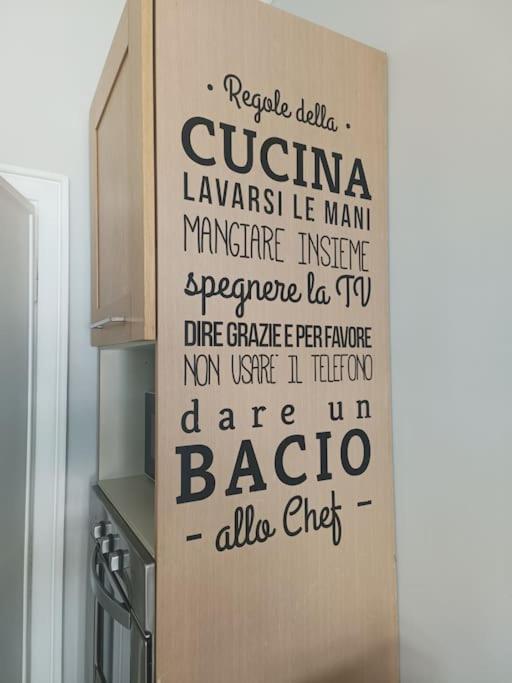 • Regole della •
CUCINA
LAVARSI LE MANI
MANGIARE INSIEME
spegnere la TV
DIRE GRAZIE E PER FAVORE
NON USARE IL TELEFONO
dare un
BACIO
- allo Chef -